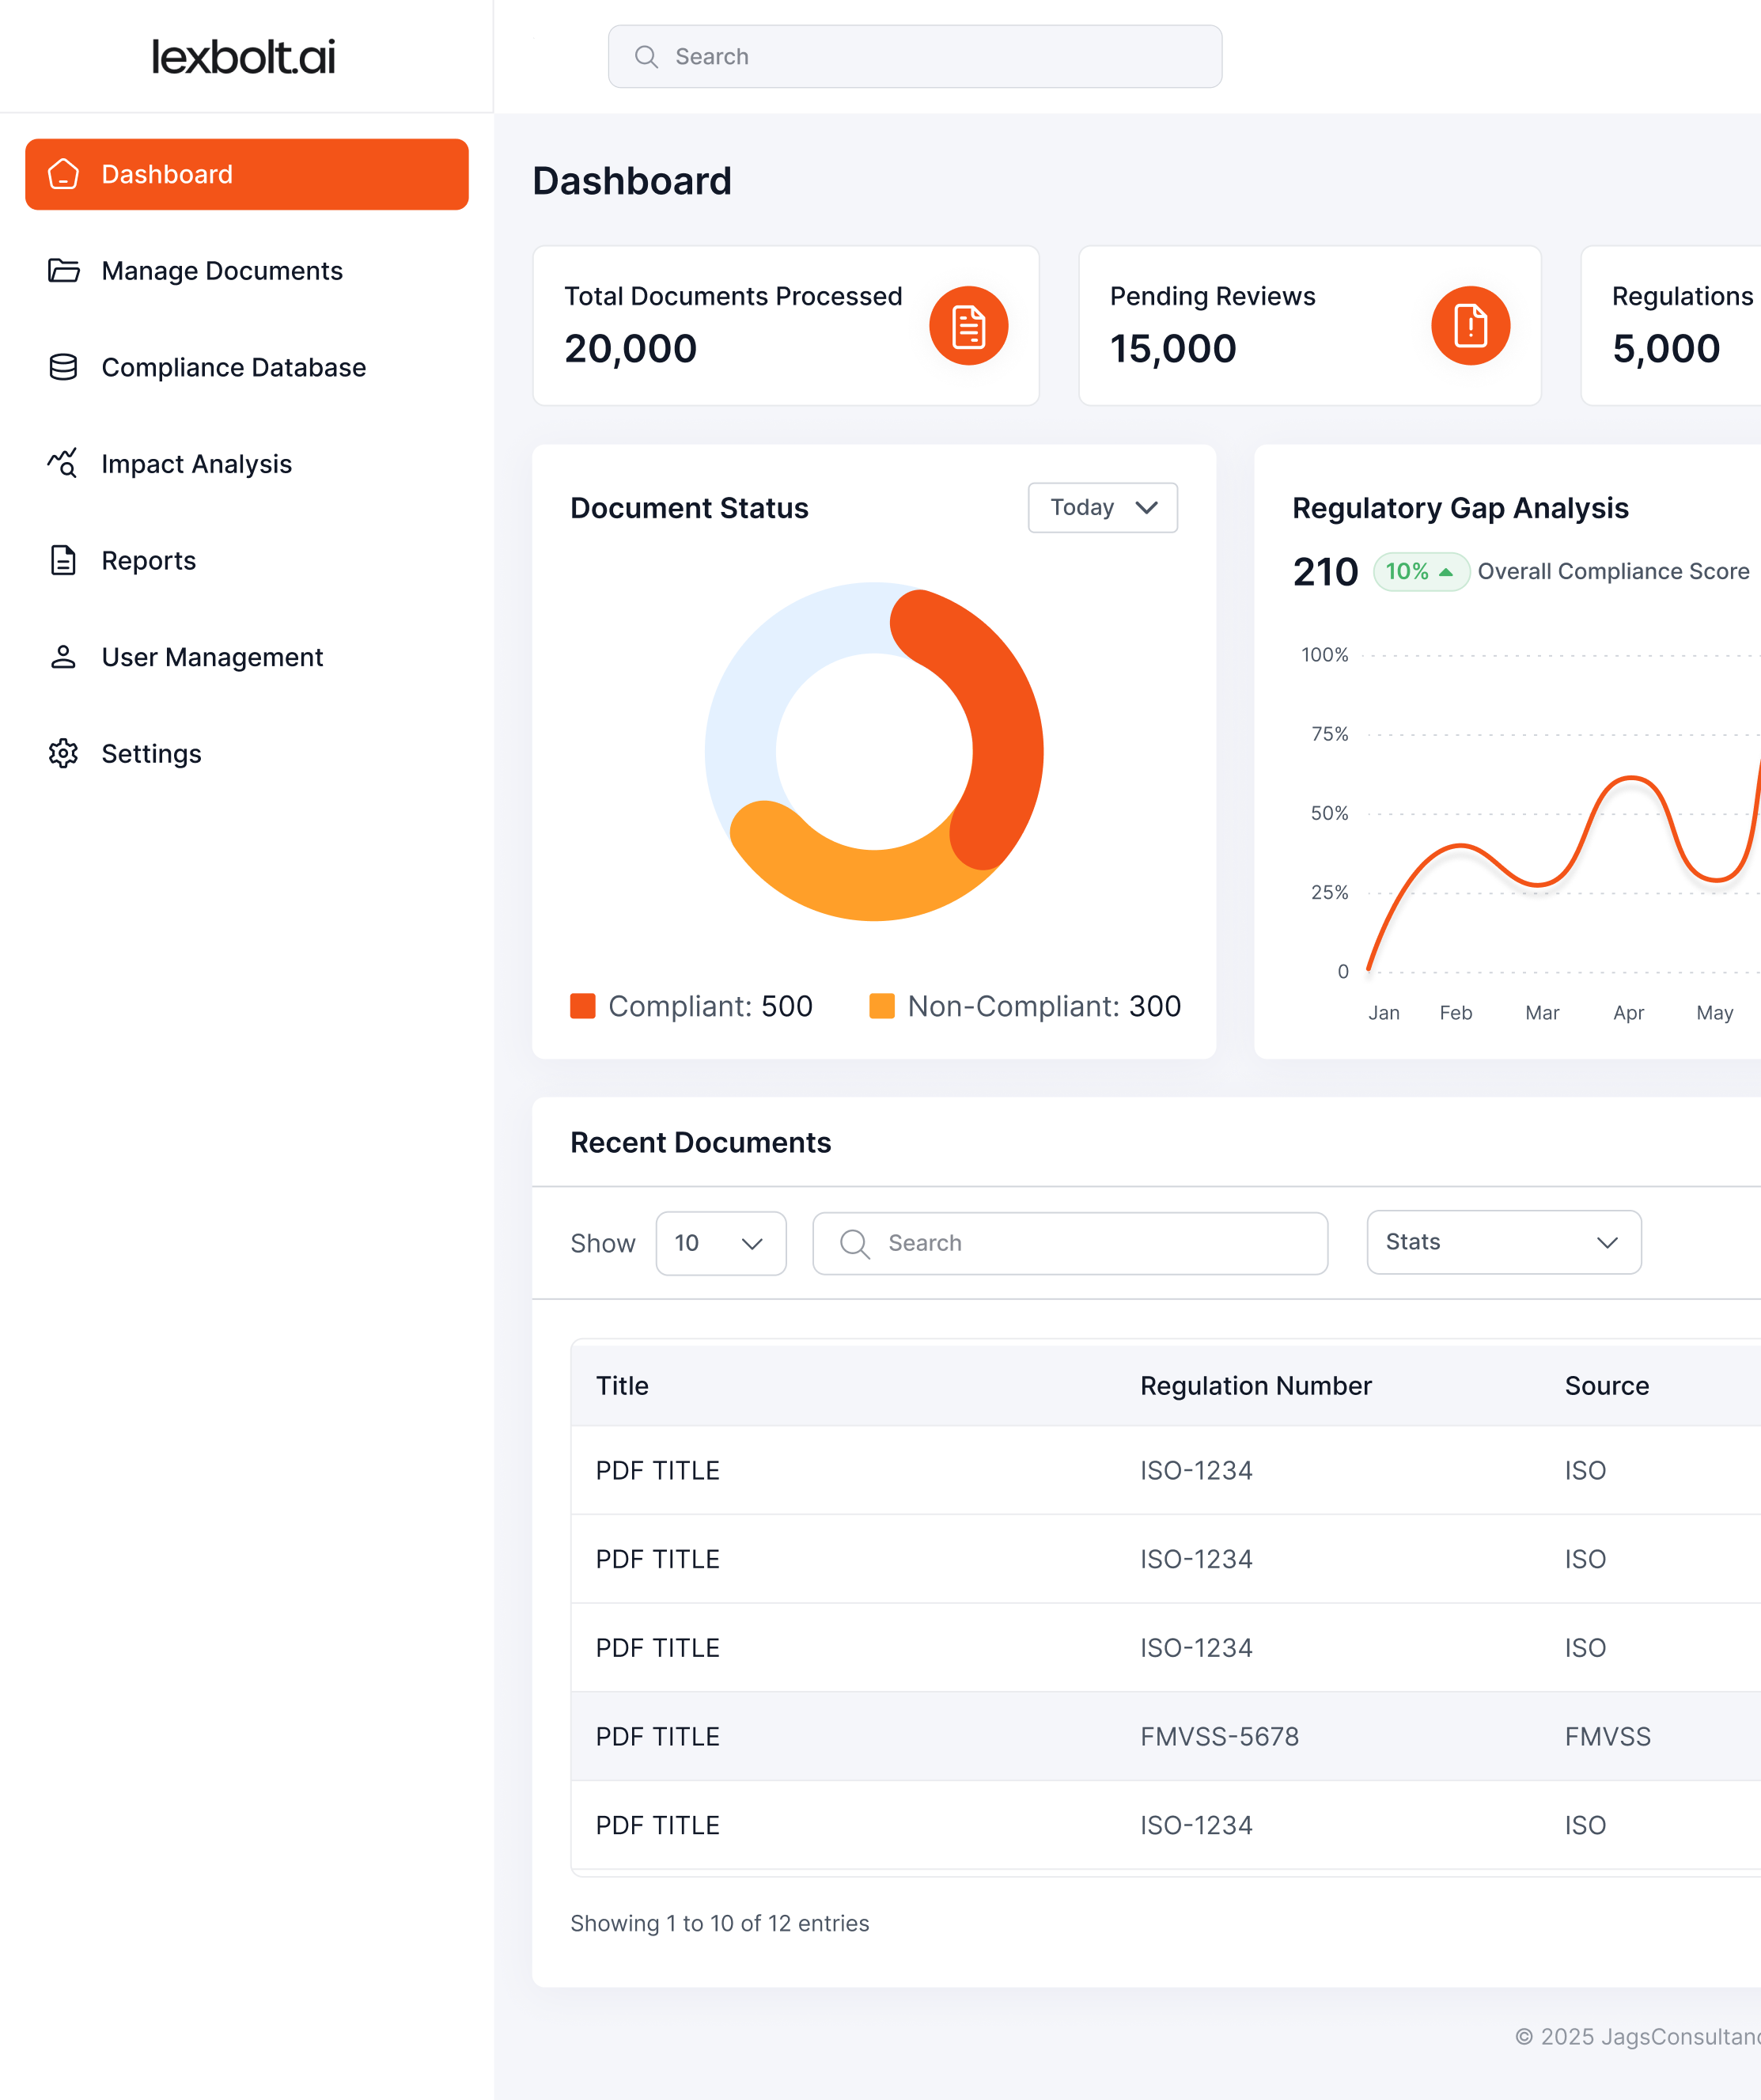 lexbolt.ai
Search
Dashboard
Manage Documents
Compliance Database
Impact Analysis
Reports
User Management
Settings
Dashboard
Total Documents Processed
20,000
Pending Reviews
15,000
Regulations
5,000
Document Status
Today
Compliant: 500
Non-Compliant: 300
Regulatory Gap Analysis
210 10% Overall Compliance Score
100%
75%
50%
25%
0
Jan Feb Mar Apr May
Recent Documents
Show 10 Search Stats
Title Regulation Number Source
PDF TITLE ISO-1234 ISO
PDF TITLE ISO-1234 ISO
PDF TITLE ISO-1234 ISO
PDF TITLE FMVSS-5678 FMVSS
PDF TITLE ISO-1234 ISO
Showing 1 to 10 of 12 entries
© 2025